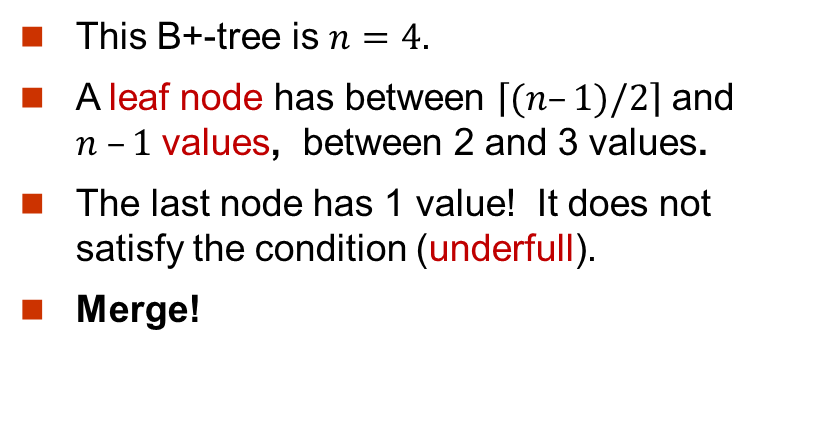 This B+-tree is n = 4.
A leaf node has between ⌈(n– 1)/2⌉ and
n – 1 values, between 2 and 3 values.
The last node has 1 value! It does not
satisfy the condition (underfull).
Merge!